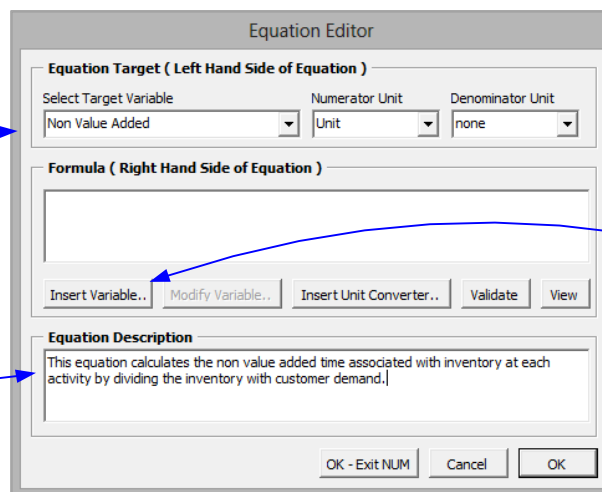 Equation Editor
Equation Target ( Left Hand Side of Equation )
Select Target Variable Numerator Unit Denominator Unit
Non Value Added Unit none
Formula ( Right Hand Side of Equation )
Insert Variable.. Modify Variable.. Insert Unit Converter.. Validate View
Equation Description
This equation calculates the non value added time associated with inventory at each
activity by dividing the inventory with customer demand.
OK - Exit NUM Cancel OK